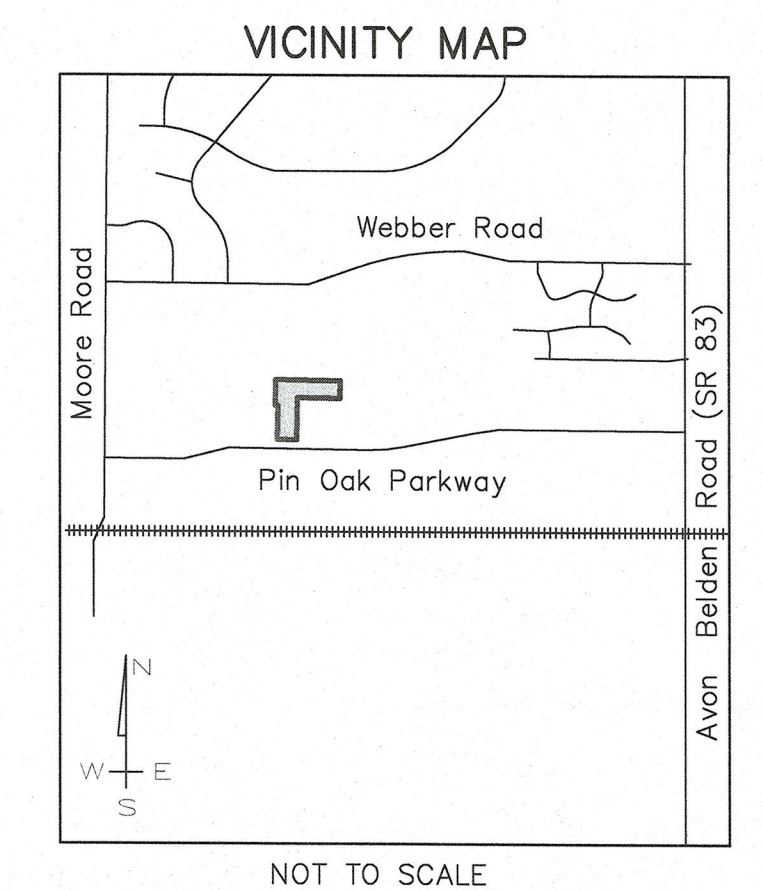 VICINITY MAP
Webber Road
Moore Road
Avon Belden Road (SR 83)
Pin Oak Parkway
N
W E
S
NOT TO SCALE